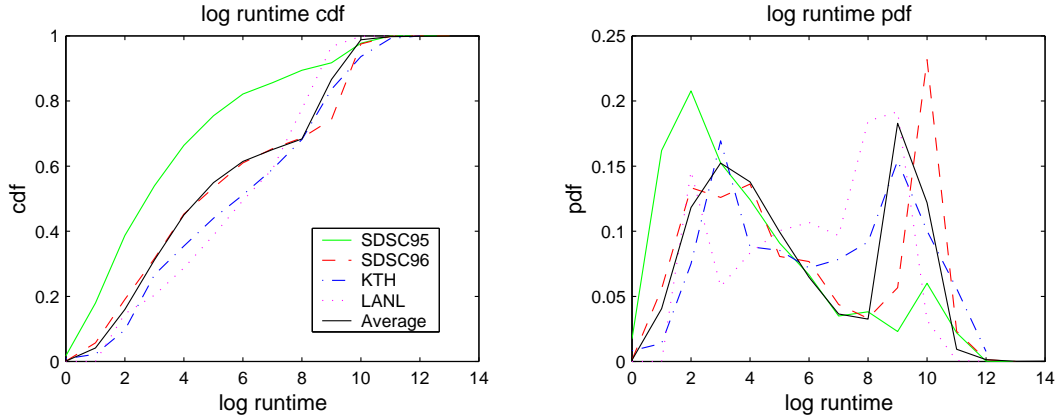 log runtime cdf
1
0.8
0.6
0.4
0.2
0
cdf
0 2 4 6 8 10 12 14
log runtime
SDSC95
SDSC96
KTH
LANL
Average
log runtime pdf
0.25
0.2
0.15
0.1
0.05
0
pdf
0 2 4 6 8 10 12 14
log runtime